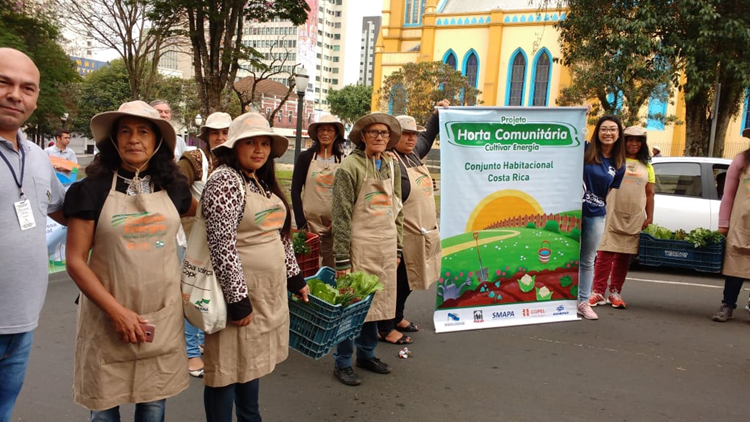 Projeto
Horta Comunitária
Cultivar Energia
Conjunto Habitacional
Costa Rica
SMAPA
COPEL